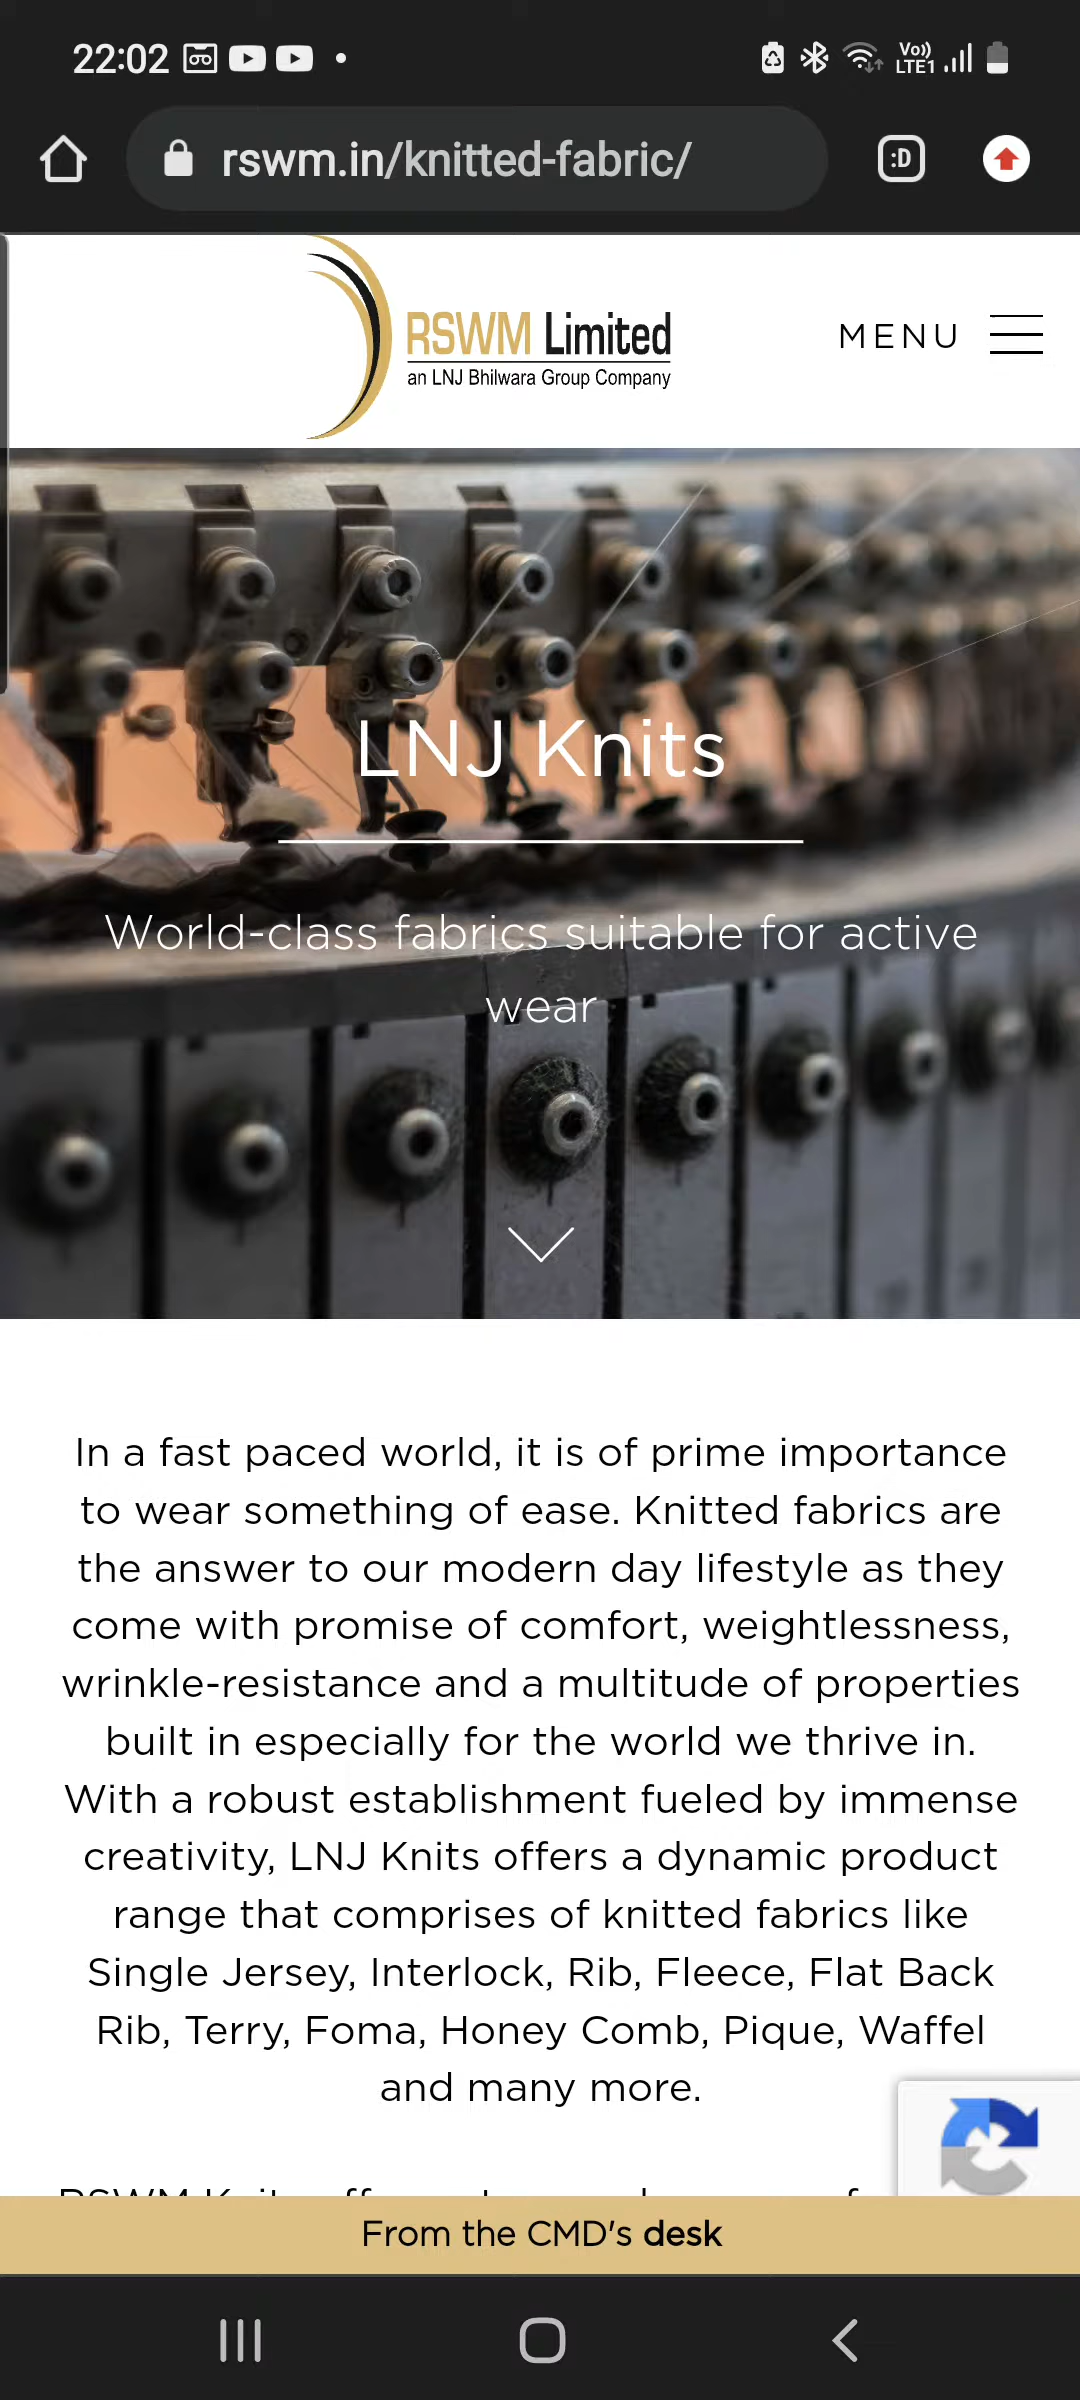 22:02
Vo))
LTE1
rswm.in/knitted-fabric/
:D
RSWM Limited
an LNJ Bhilwara Group Company
MENU
LNJ Knits
World-class fabrics suitable for active
wear
In a fast paced world, it is of prime importance
to wear something of ease. Knitted fabrics are
the answer to our modern day lifestyle as they
come with promise of comfort, weightlessness,
wrinkle-resistance and a multitude of properties
built in especially for the world we thrive in.
With a robust establishment fueled by immense
creativity, LNJ Knits offers a dynamic product
range that comprises of knitted fabrics like
Single Jersey, Interlock, Rib, Fleece, Flat Back
Rib, Terry, Foma, Honey Comb, Pique, Waffel
and many more.
From the CMD's desk